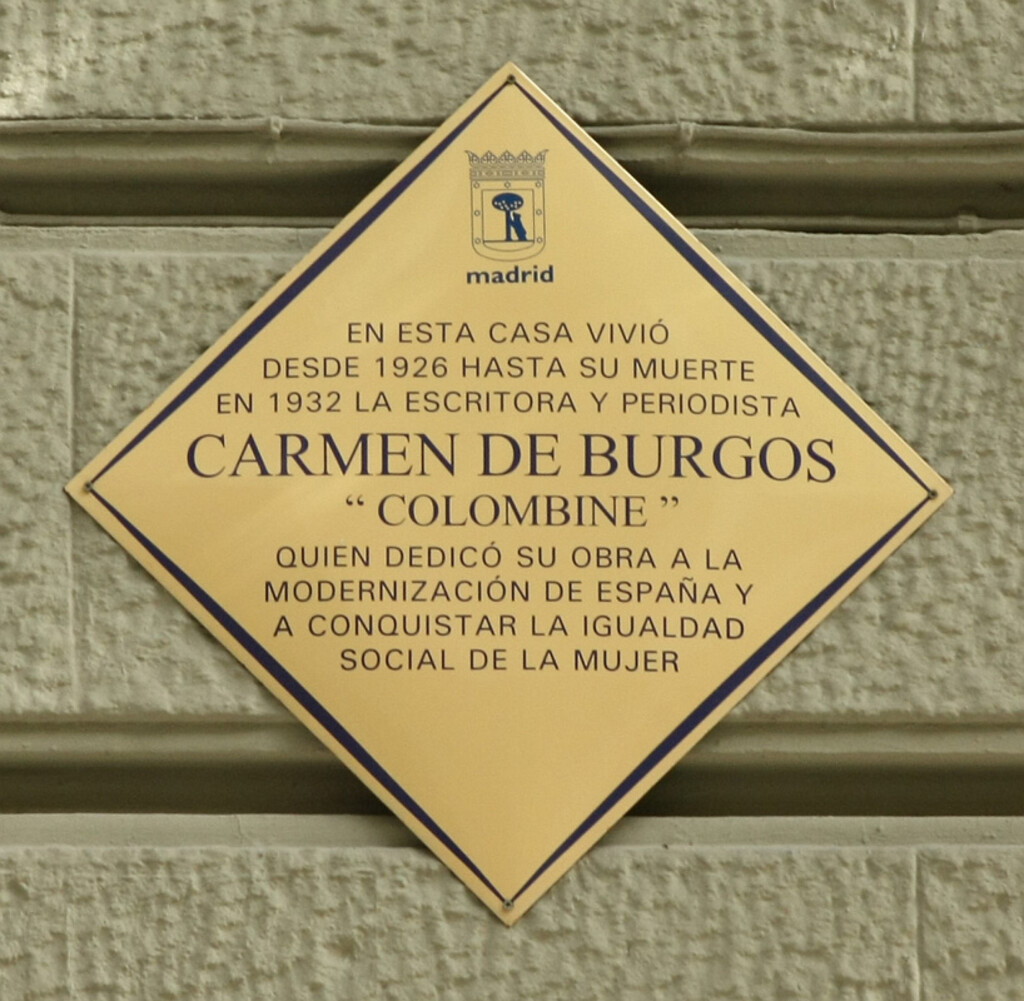 madrid
EN ESTA CASA VIVIÓ
DESDE 1926 HASTA SU MUERTE
EN 1932 LA ESCRITORA Y PERIODISTA
CARMEN DE BURGOS
“ COLOMBINE ”
QUIEN DEDICÓ SU OBRA A LA
MODERNIZACIÓN DE ESPAÑA Y
A CONQUISTAR LA IGUALDAD
SOCIAL DE LA MUJER